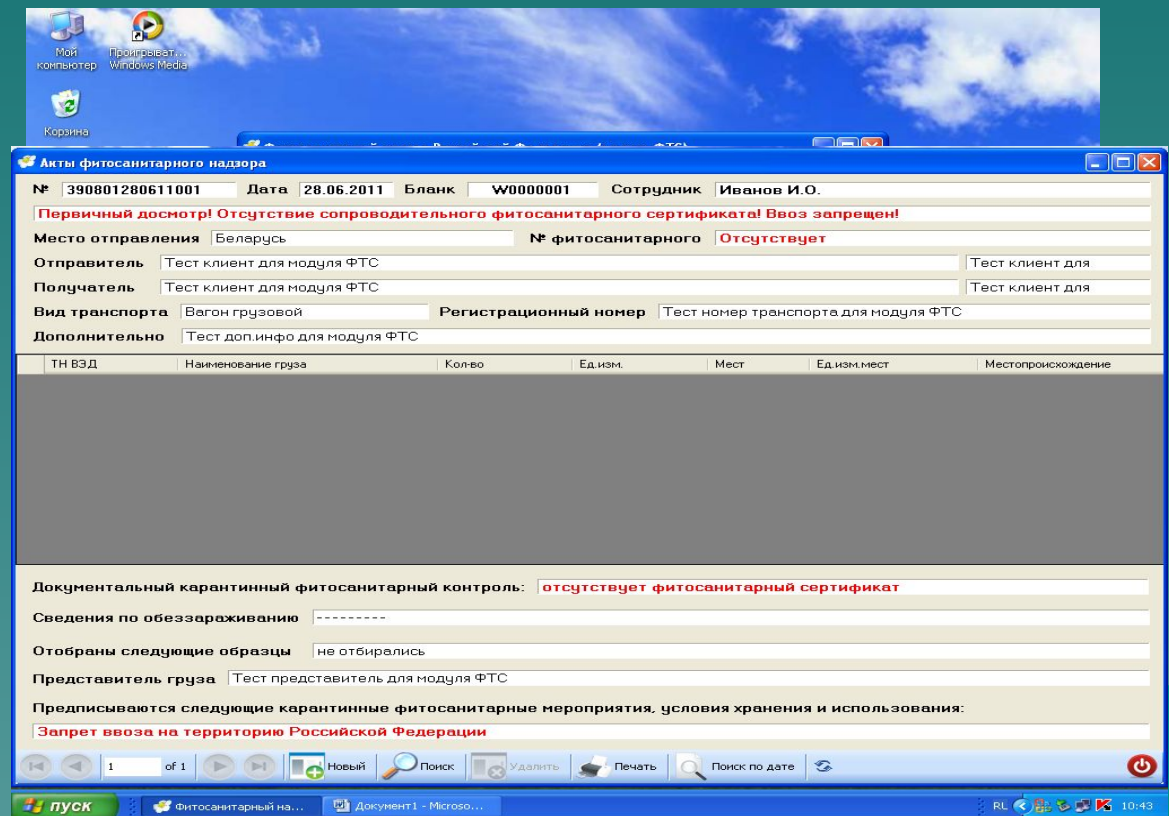 Мой компьютер
Проигрыват... Windows Media
Корзина
Акты фитосанитарного надзора
№ 390801280611001 Дата 28.06.2011 Бланк W0000001 Сотрудник Иванов И.О.
Первичный досмотр! Отсутствие сопроводительного фитосанитарного сертификата! Ввоз запрещен!
Место отправления Беларусь № фитосанитарного Отсутствует
Отправитель Тест клиент для модуля ФТС Тест клиент для
Получатель Тест клиент для модуля ФТС Тест клиент для
Вид транспорта Вагон грузовой Регистрационный номер Тест номер транспорта для модуля ФТС
Дополнительно Тест доп.инфо для модуля ФТС
ТН ВЭД Наименование груза Кол-во Ед.изм. Мест Ед.изм.мест Местопроисхождение
Документальный карантинный фитосанитарный контроль: отсутствует фитосанитарный сертификат
Сведения по обеззараживанию ---------
Отобраны следующие образцы не отбирались
Представитель груза Тест представитель для модуля ФТС
Предписываются следующие карантинные фитосанитарные мероприятия, условия хранения и использования:
Запрет ввоза на территорию Российской Федерации
1 of 1 Новый Поиск Удалить Печать Поиск по дате
пуск Фитосанитарный на... Документ1 - Microso... RL 10:43